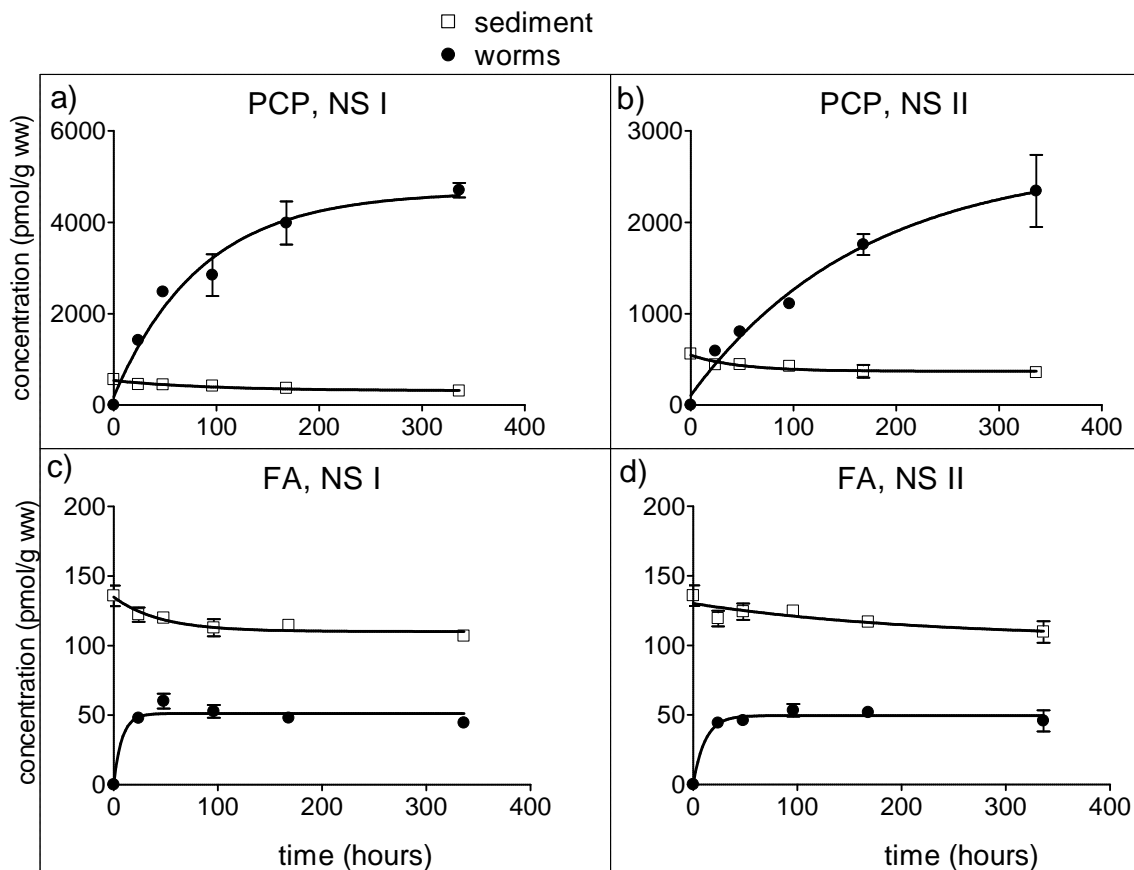 sediment
worms
a)
PCP, NS I
concentration (pmol/g ww)
6000
4000
2000
0
0 100 200 300 400
b)
PCP, NS II
3000
2000
1000
0
0 100 200 300 400
c)
FA, NS I
concentration (pmol/g ww)
200
150
100
50
0
0 100 200 300 400
time (hours)
d)
FA, NS II
200
150
100
50
0
0 100 200 300 400
time (hours)